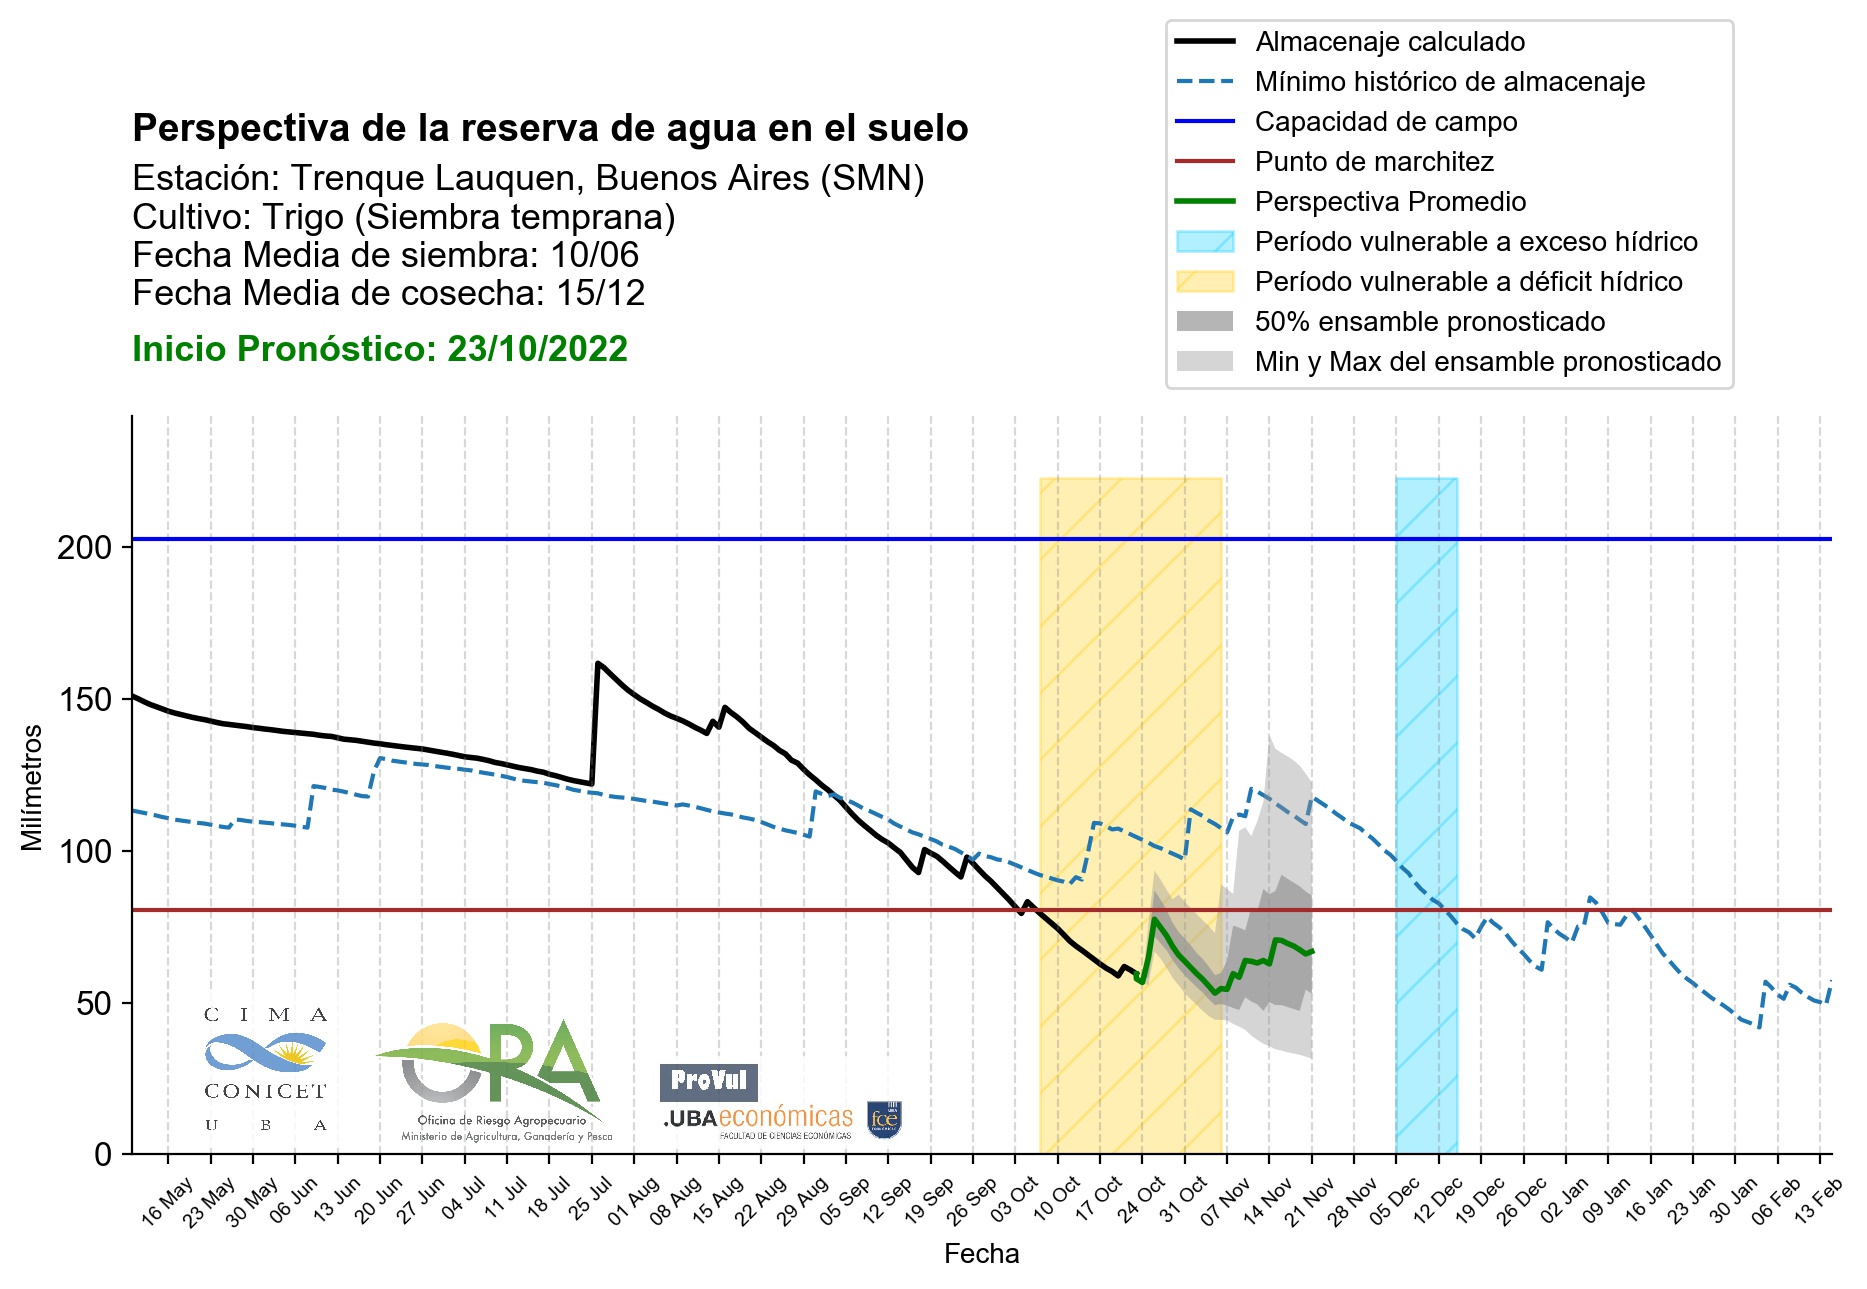 Almacenaje calculado
Mínimo histórico de almacenaje
Capacidad de campo
Punto de marchitez
Perspectiva Promedio
Período vulnerable a exceso hídrico
Período vulnerable a déficit hídrico
50% ensamble pronosticado
Min y Max del ensamble pronosticado
Perspectiva de la reserva de agua en el suelo
Estación: Trenque Lauquen, Buenos Aires (SMN)
Cultivo: Trigo (Siembra temprana)
Fecha Media de siembra: 10/06
Fecha Media de cosecha: 15/12
Inicio Pronóstico: 23/10/2022
Milímetros
200
150
100
50
0
CIMA
CONICET
UBA
ORA
Oficina de Riesgo Agropecuario
Ministerio de Agricultura, Ganadería y Pesca
ProVul
.UBAeconómicas
FACULTAD DE CIENCIAS ECONÓMICAS
UBA
fce
16 May
23 May
30 May
06 Jun
13 Jun
20 Jun
27 Jun
04 Jul
11 Jul
18 Jul
25 Jul
01 Aug
08 Aug
15 Aug
22 Aug
29 Aug
05 Sep
12 Sep
19 Sep
26 Sep
03 Oct
10 Oct
17 Oct
24 Oct
31 Oct
07 Nov
14 Nov
21 Nov
28 Nov
05 Dec
12 Dec
19 Dec
26 Dec
02 Jan
09 Jan
16 Jan
23 Jan
30 Jan
06 Feb
13 Feb
Fecha